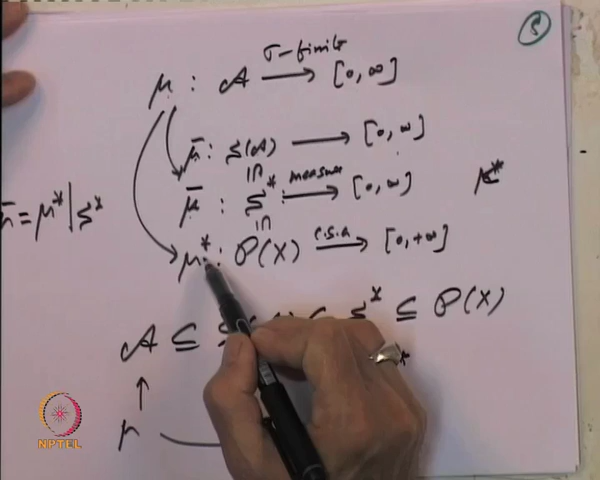 5
μ : 𝒜 —σ-finite→ [0, ∞]
μ̄ : S(𝒜) → [0, ∞]
μ̄ : S* : —measure→ [0, ∞]
μ*
= μ* | S*
μ* : P(X) —c.s.a→ [0, +∞]
𝒜 ⊆ S* ⊆ P(X)
μ
NPTEL